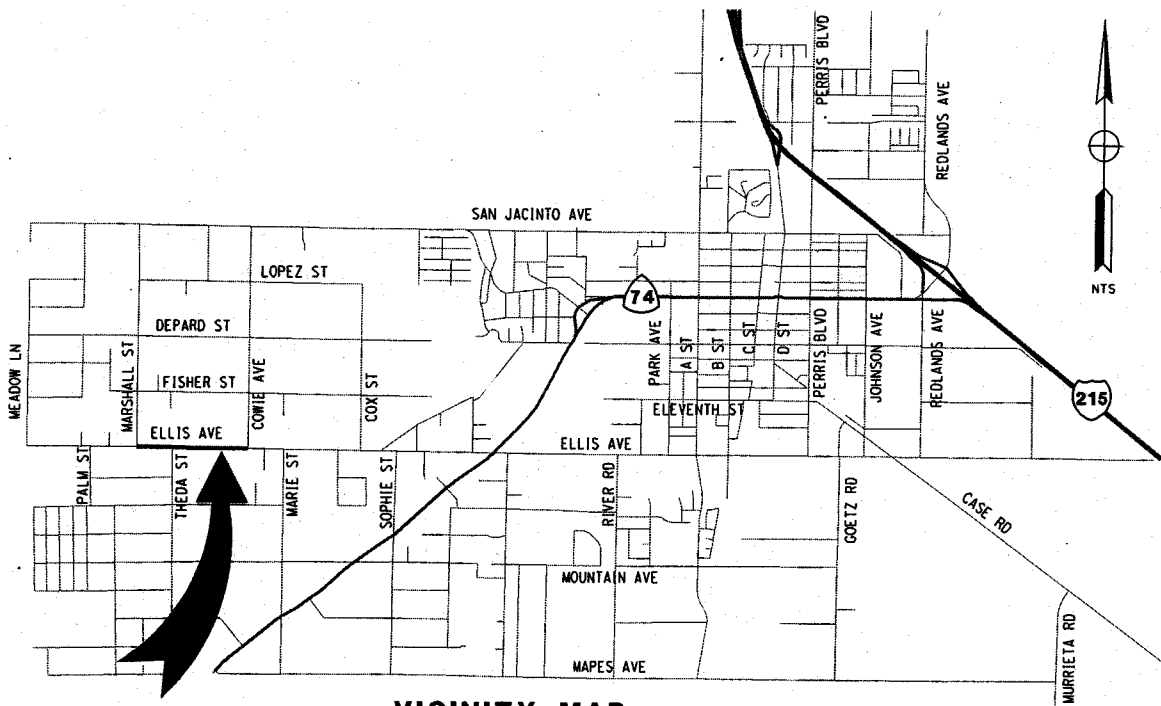 PERRIS BLVD
REDLANDS AVE
SAN JACINTO AVE
LOPEZ ST
NTS
74
DEPARD ST
MEADOW LN
MARSHALL ST
FISHER ST
COWIE AVE
COX ST
PARK AVE
A ST
B ST
C ST
D ST
PERRIS BLVD
JOHNSON AVE
REDLANDS AVE
215
ELEVENTH ST
ELLIS AVE
ELLIS AVE
PALM ST
THEDA ST
MARIE ST
SOPHIE ST
RIVER RD
GOETZ RD
CASE RD
MOUNTAIN AVE
MAPES AVE
MURRIETA RD
VICINITY MAP